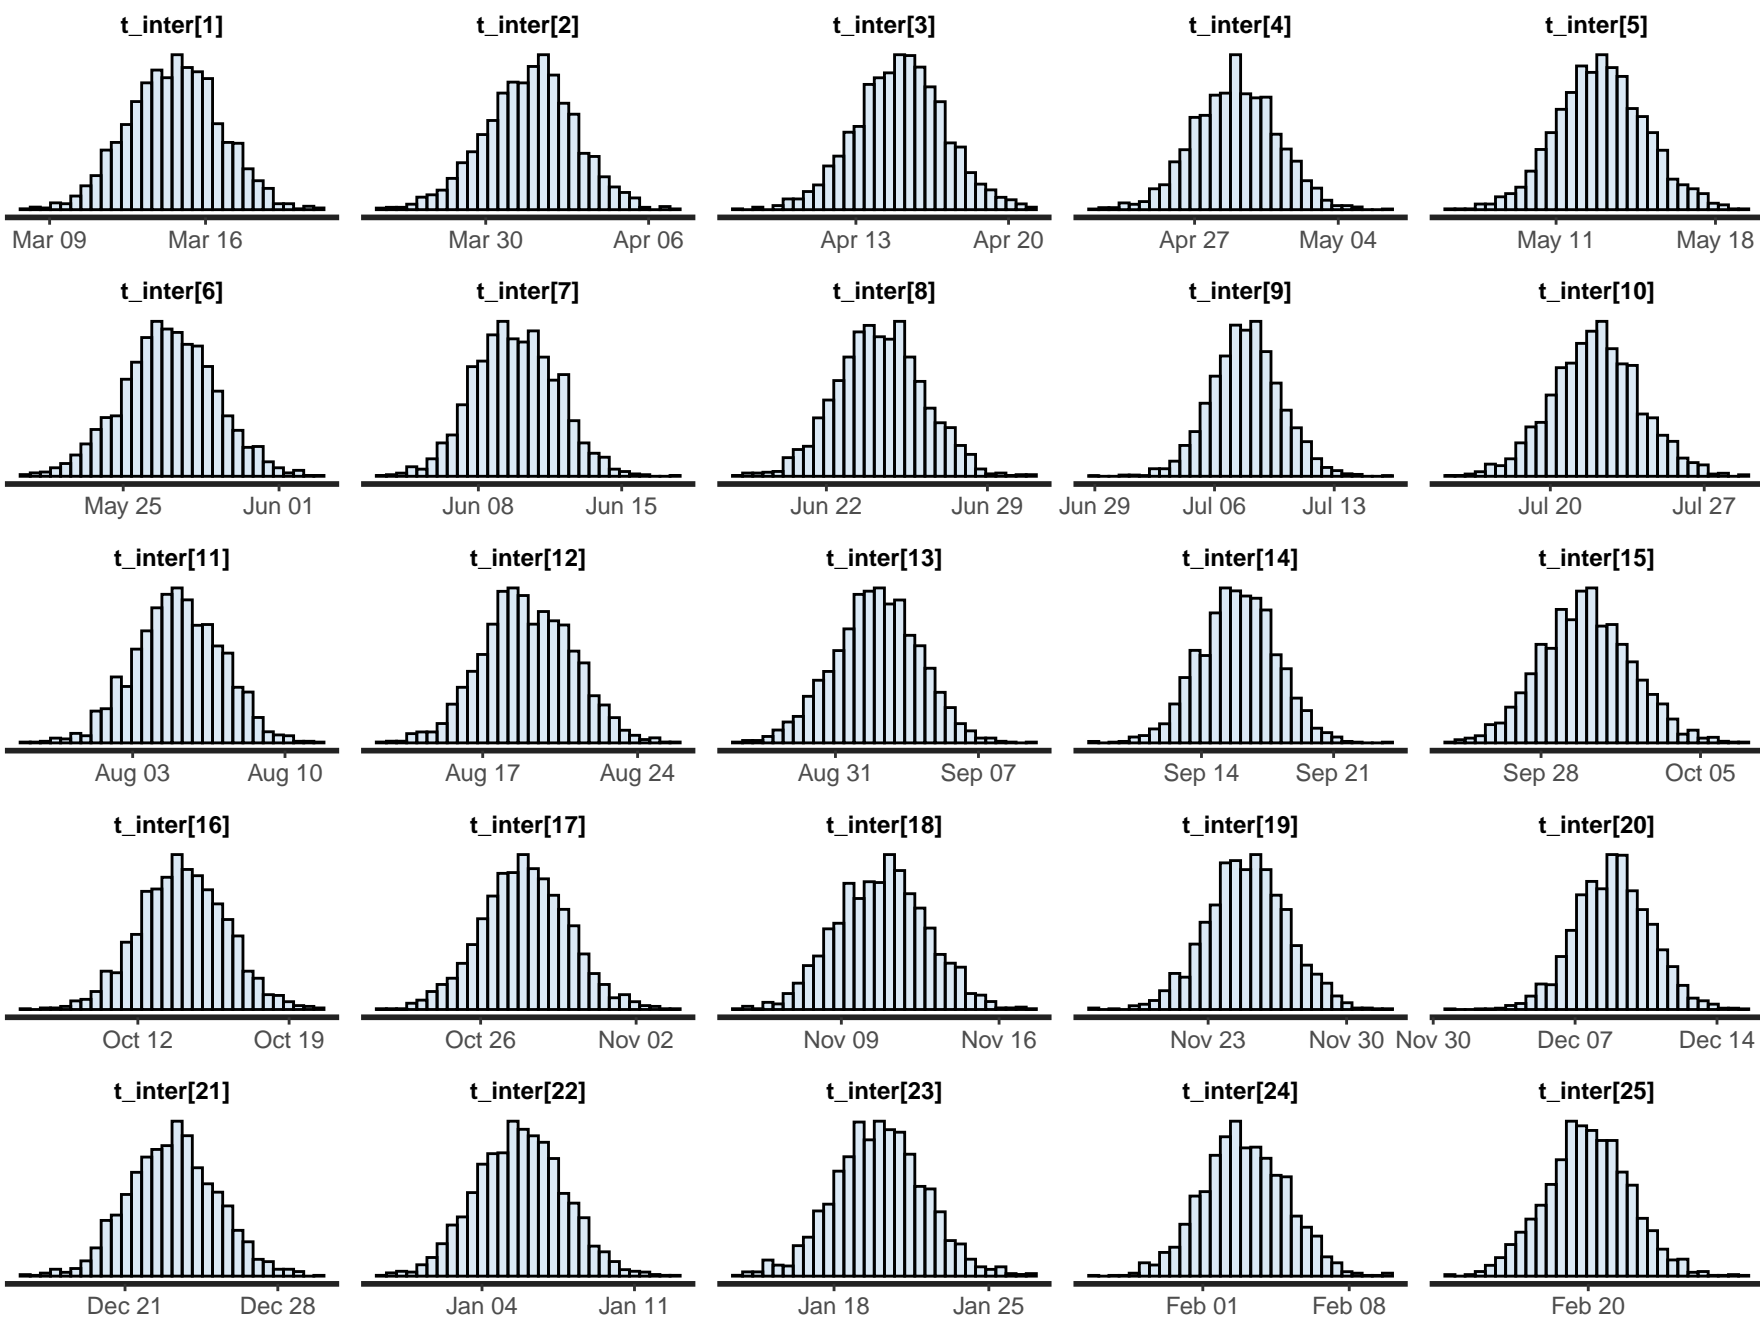 t_inter[1] t_inter[2] t_inter[3] t_inter[4] t_inter[5]
Mar 09 Mar 16 Mar 30 Apr 06 Apr 13 Apr 20 Apr 27 May 04 May 11 May 18
t_inter[6] t_inter[7] t_inter[8] t_inter[9] t_inter[10]
May 25 Jun 01 Jun 08 Jun 15 Jun 22 Jun 29 Jun 29 Jul 06 Jul 13 Jul 20 Jul 27
t_inter[11] t_inter[12] t_inter[13] t_inter[14] t_inter[15]
Aug 03 Aug 10 Aug 17 Aug 24 Aug 31 Sep 07 Sep 14 Sep 21 Sep 28 Oct 05
t_inter[16] t_inter[17] t_inter[18] t_inter[19] t_inter[20]
Oct 12 Oct 19 Oct 26 Nov 02 Nov 09 Nov 16 Nov 23 Nov 30 Nov 30 Dec 07 Dec 14
t_inter[21] t_inter[22] t_inter[23] t_inter[24] t_inter[25]
Dec 21 Dec 28 Jan 04 Jan 11 Jan 18 Jan 25 Feb 01 Feb 08 Feb 20